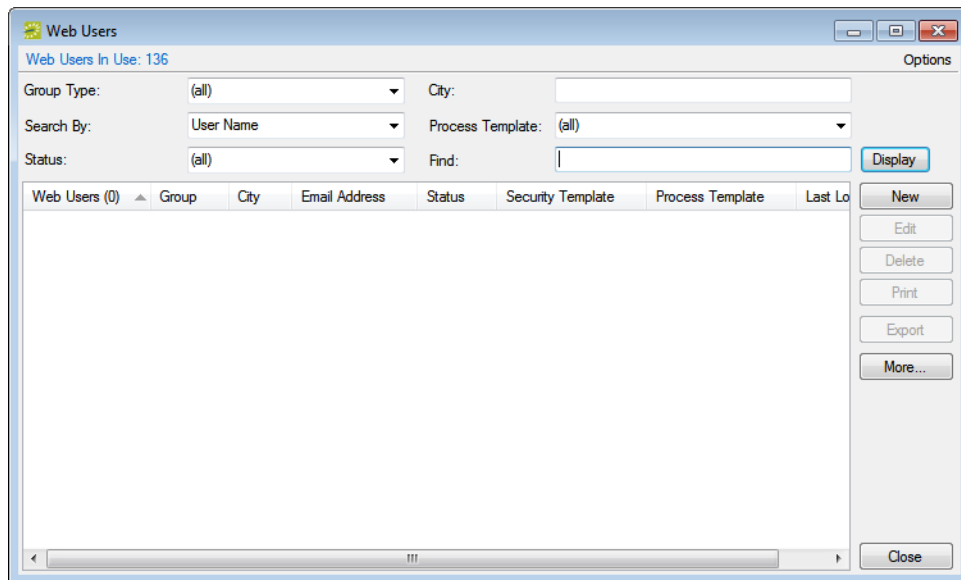 Web Users
Web Users In Use: 136 Options
Group Type: (all) City:
Search By: User Name Process Template: (all)
Status: (all) Find: Display
Web Users (0) Group City Email Address Status Security Template Process Template Last Lo New
Edit
Delete
Print
Export
More...
Close